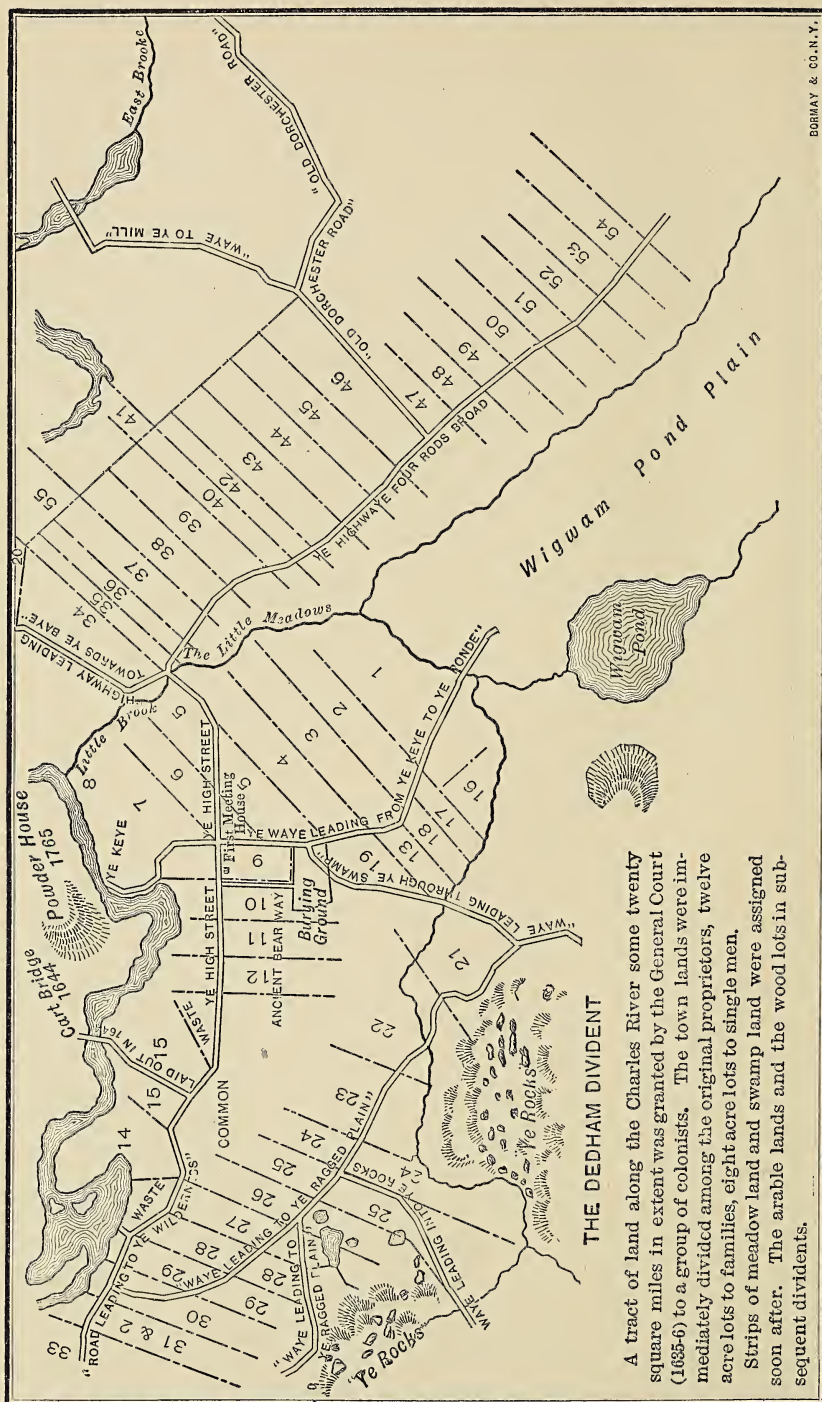 East Brooke
"OLD DORCHESTER ROAD"
"WAYE TO YE MILL"
"OLD DORCHESTER ROAD"
"OLD DORCHESTER
54
53
52
51
50
49
48
47
46
45
44
43
42
41
40
39
38
37
36
35
34
55
20
YE HIGHWAYE FOUR RODS BROAD
HIGHWAY LEADING
TOWARDS YE BAYE"
The Little Meadows
Little Brook
Wigwam Pond Plain
Wigwam
Pond
Powder House
1765
Cart Bridge
1644
YE KEYE
8
7
6
5
4
3
2
1
YE HIGH STREET
First Meeting
House
YE WAYE LEADING FROM YE KEYE TO YE PONDE"
9
10
11
12
Burying
Ground
ANCIENT BEAR WAY
YE HIGH STREET
"WAYE LEADING THROUGH YE SWAMP"
19
13
18
17
16
21
22
23
24
24
25
25
26
27
28
28
29
29
30
31 & 2
33
14
15
15
LAID OUT IN 164
WASTE
WASTE
COMMON
"ROAD LEADING TO YE WILDERNES"
"WAYE LEADING TO YE RAGGED PLAIN"
"WAYE LEADING TO
YE RAGGED PLAIN
WAYE LEADING INTO YE ROCKS
"Ye Rocks"
"Ye Rocks"
THE DEDHAM DIVIDENT
A tract of land along the Charles River some twenty
square miles in extent was granted by the General Court
(1635-6) to a group of colonists. The town lands were im-
mediately divided among the original proprietors, twelve
acre lots to families, eight acre lots to single men.
Strips of meadow land and swamp land were assigned
soon after. The arable lands and the wood lots in sub-
sequent dividents.
BORMAY & CO. N.Y.